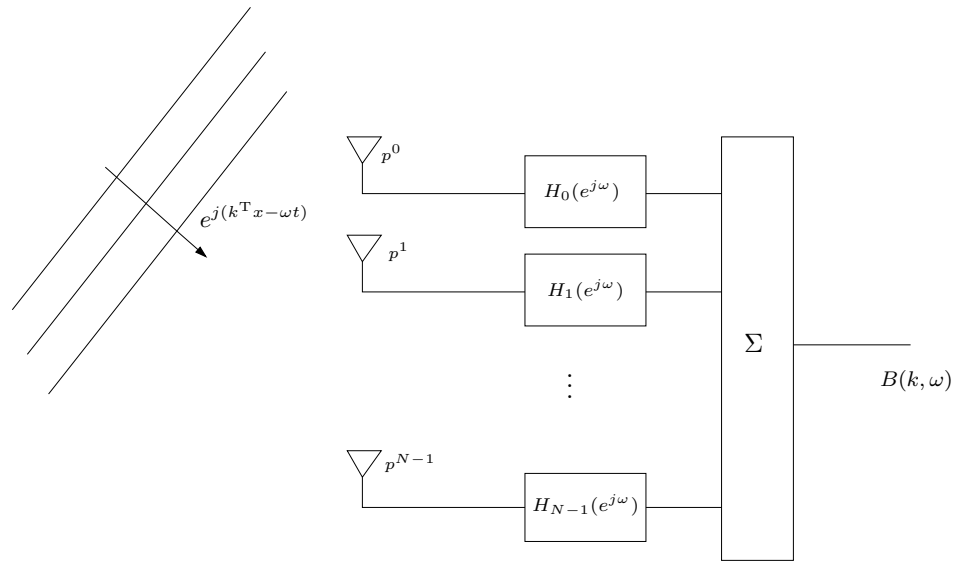 p^0
H_0(e^{jω})
e^{j(k^T x−ωt)}
p^1
H_1(e^{jω})
Σ
⋮
B(k, ω)
p^{N−1}
H_{N−1}(e^{jω})